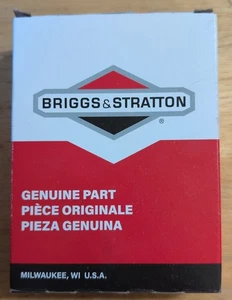 BRIGGS & STRATTON
®
GENUINE PART
PIÈCE ORIGINALE
PIEZA GENUINA
MILWAUKEE, WI U.S.A.